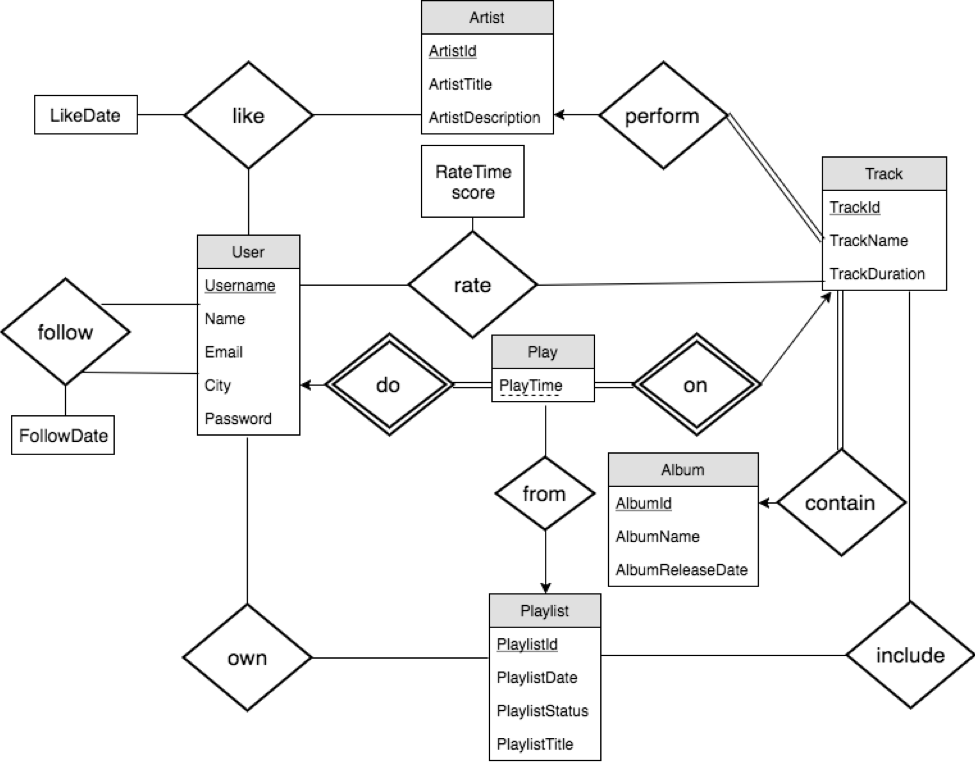 Artist
ArtistId
ArtistTitle
ArtistDescription
LikeDate
like
perform
RateTime
score
Track
TrackId
TrackName
TrackDuration
User
Username
Name
Email
City
Password
rate
follow
FollowDate
do
Play
PlayTime
on
from
Album
AlbumId
AlbumName
AlbumReleaseDate
contain
own
Playlist
PlaylistId
PlaylistDate
PlaylistStatus
PlaylistTitle
include